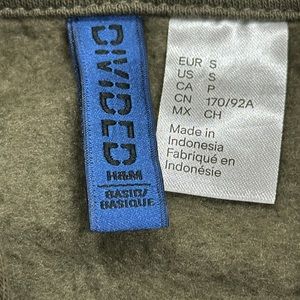 DIVIDED
H&M
BASIC/
BASIQUE
EUR S
US S
CA P
CN 170/92A
MX CH
Made in
Indonesia
Fabriqué en
Indonésie